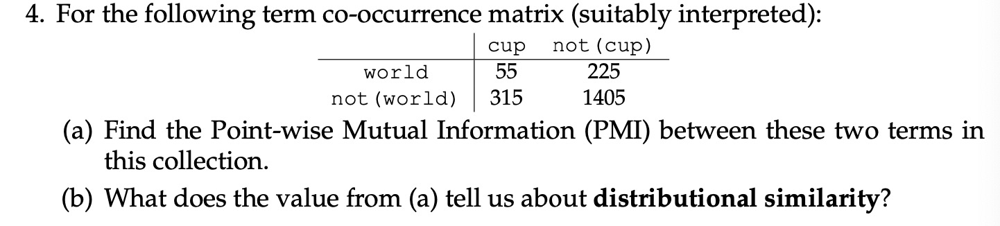 4. For the following term co-occurrence matrix (suitably interpreted):
cup not(cup)
world 55 225
not(world) 315 1405
(a) Find the Point-wise Mutual Information (PMI) between these two terms in
this collection.
(b) What does the value from (a) tell us about distributional similarity?